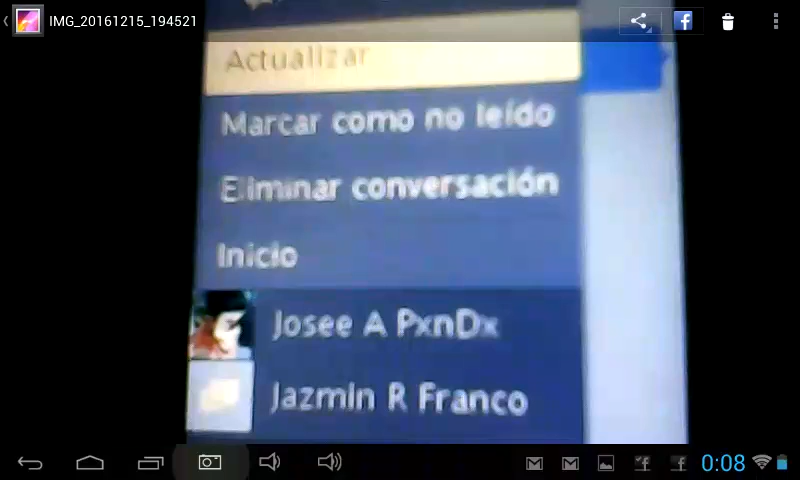 IMG_20161215_194521
Actualizar
Marcar como no leído
Eliminar conversación
Inicio
Josee A PxnDx
Jazmin R Franco
0:08